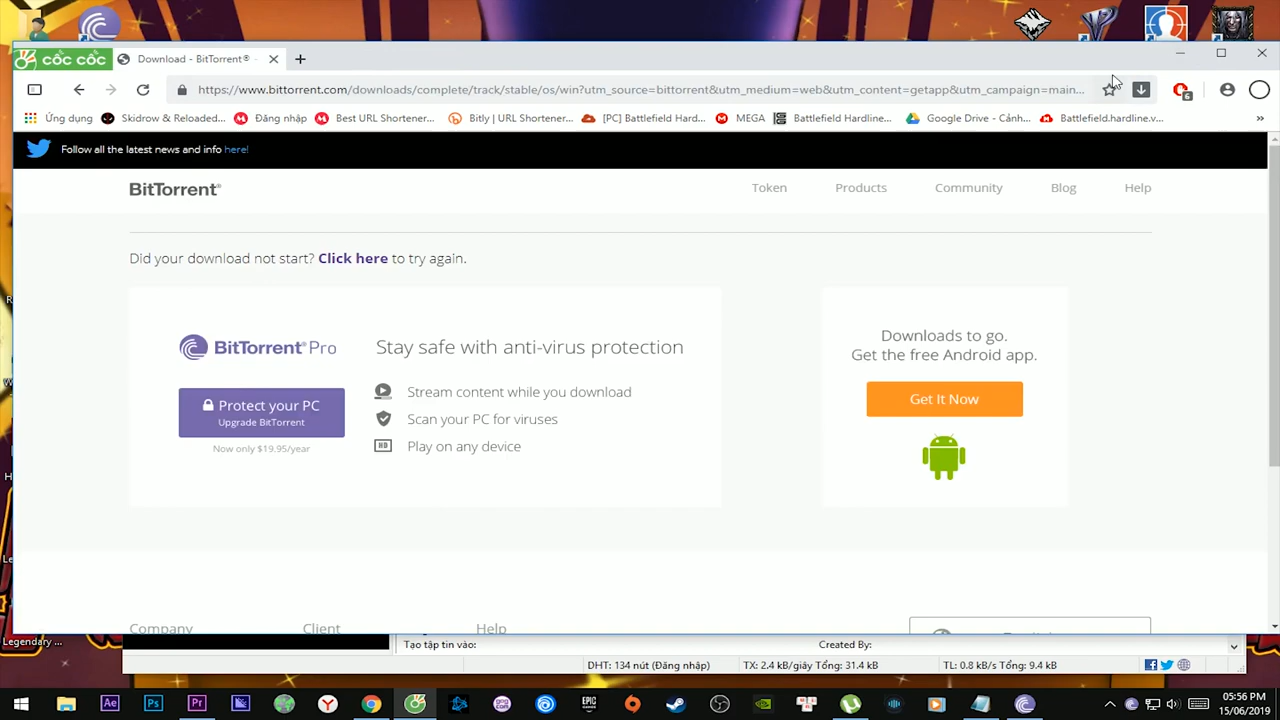 cốc cốc
Download - BitTorrent®
https://www.bittorrent.com/downloads/complete/track/stable/os/win?utm_source=bittorrent&utm_medium=web&utm_content=getapp&utm_campaign=main...
6
Ứng dụng
Skidrow & Reloaded...
Đăng nhập
Best URL Shortener...
Bitly | URL Shortener...
[PC] Battlefield Hard...
MEGA
Battlefield Hardline...
Google Drive - Cảnh...
Battlefield.hardline.v...
»
Follow all the latest news and info here!
BitTorrent®
Token
Products
Community
Blog
Help
Did your download not start? Click here to try again.
BitTorrent® Pro
Stay safe with anti-virus protection
Protect your PC
Upgrade BitTorrent
Now only $19.95/year
Stream content while you download
Scan your PC for viruses
HD
Play on any device
Downloads to go.
Get the free Android app.
Get It Now
Company
Client
Help
Legendary ...
Tạo tập tin vào:
Created By:
DHT: 134 nút (Đăng nhập)
TX: 2.4 kB/giây Tổng: 31.4 kB
TL: 0.8 kB/s Tổng: 9.4 kB
Ae
Ps
Pr
EPIC GAMES
05:56 PM
15/06/2019